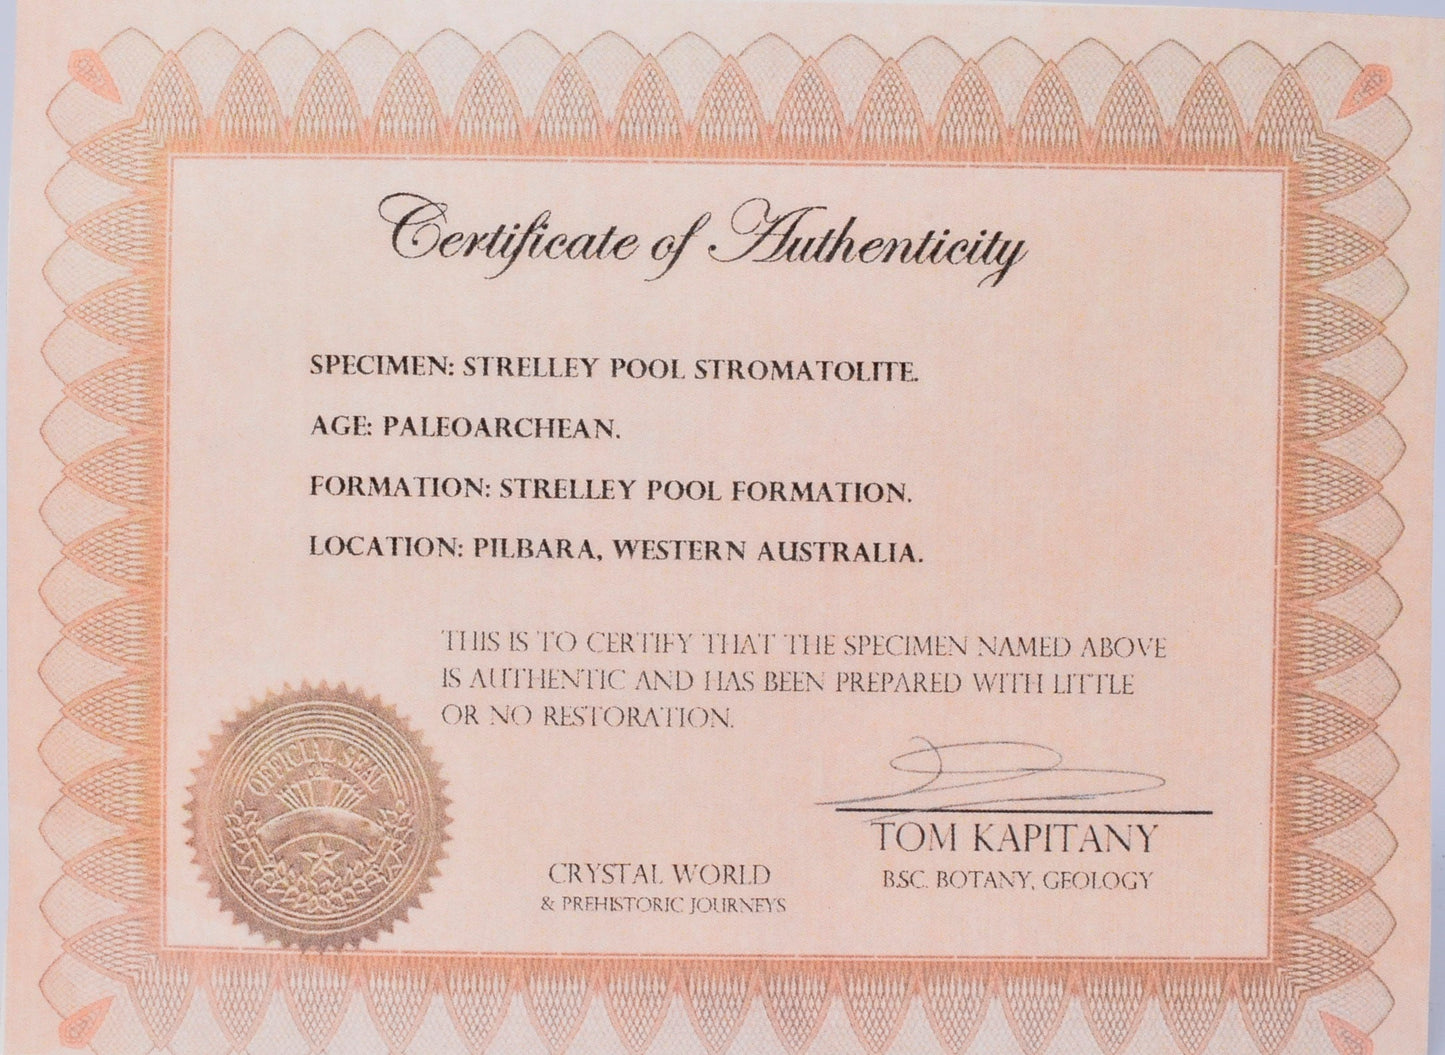 Certificate of Authenticity
SPECIMEN: STRELLEY POOL STROMATOLITE.
AGE: PALEOARCHEAN.
FORMATION: STRELLEY POOL FORMATION.
LOCATION: PILBARA, WESTERN AUSTRALIA.
THIS IS TO CERTIFY THAT THE SPECIMEN NAMED ABOVE
IS AUTHENTIC AND HAS BEEN PREPARED WITH LITTLE
OR NO RESTORATION.
OFFICIAL SEAL
TOM KAPITANY
B.SC. BOTANY, GEOLOGY
CRYSTAL WORLD
& PREHISTORIC JOURNEYS